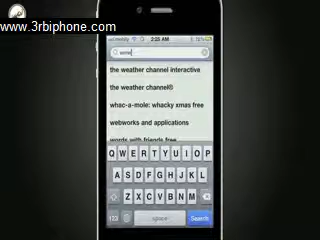 www.3rbiphone.com
3:25 AM
the weather channel interactive
the weather channel®
whac-a-mole: whacky xmas free
webworks and applications
words with friends free
Q W E R T Y U I O P
A S D F G H J K L
Z X C V B N M
123 space Search